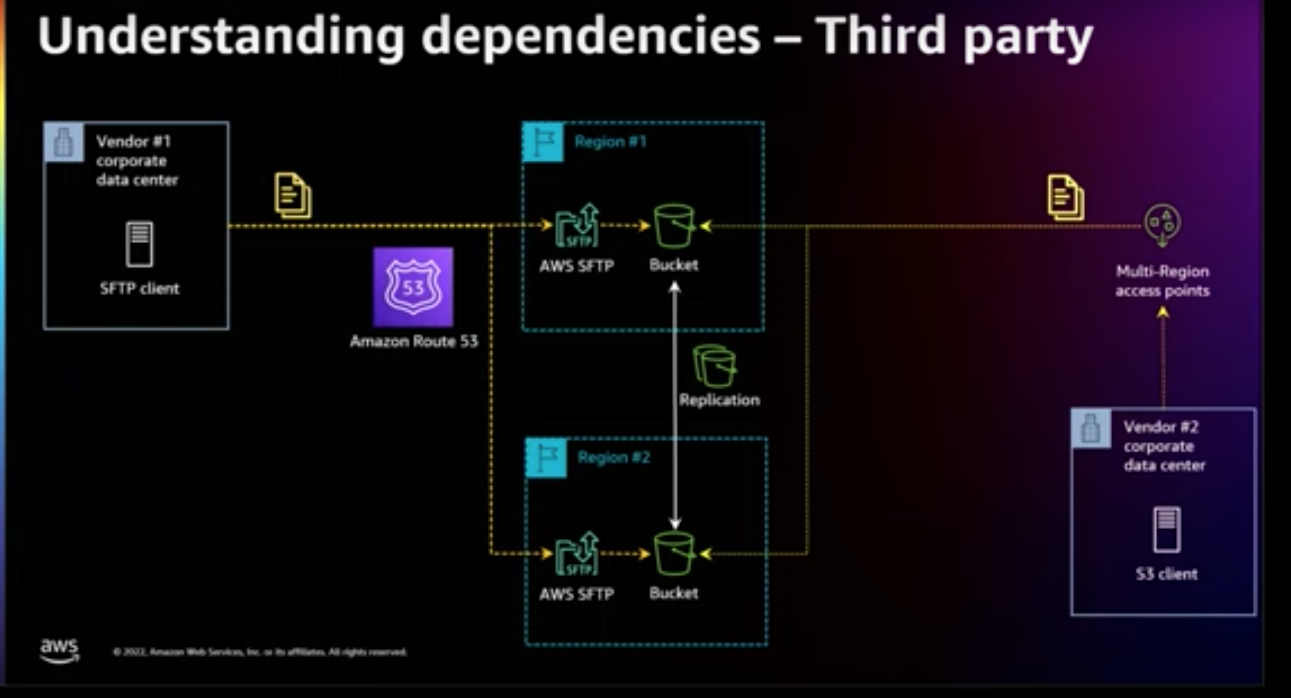 Understanding dependencies – Third party
Vendor #1
corporate
data center
SFTP client
53
Amazon Route 53
Region #1
SFTP
AWS SFTP
Bucket
Replication
Region #2
SFTP
AWS SFTP
Bucket
Multi-Region
access points
Vendor #2
corporate
data center
S3 client
aws
© 2022, Amazon Web Services, Inc. or its affiliates. All rights reserved.